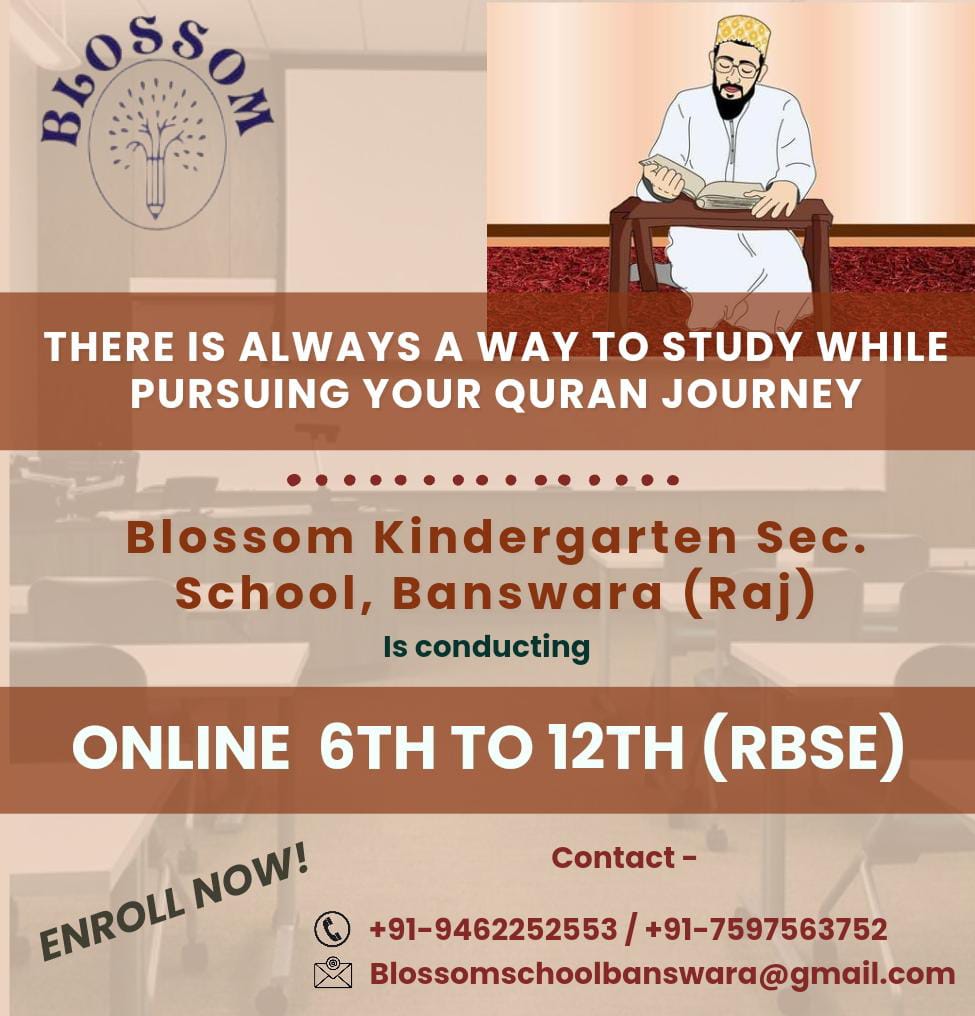 BLOSSOM
THERE IS ALWAYS A WAY TO STUDY WHILE
PURSUING YOUR QURAN JOURNEY
Blossom Kindergarten Sec.
School, Banswara (Raj)
Is conducting
ONLINE 6TH TO 12TH (RBSE)
ENROLL NOW!
Contact -
+91-9462252553 / +91-7597563752
Blossomschoolbanswara@gmail.com